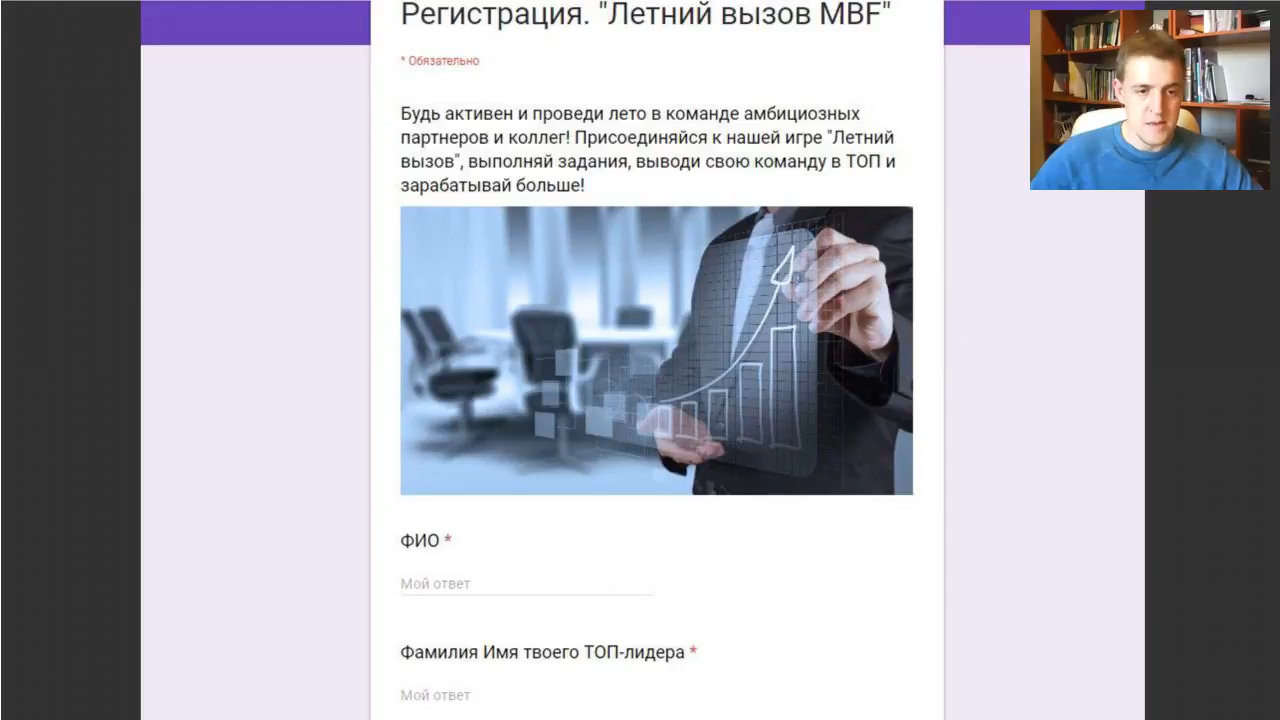 Регистрация. "Летний вызов MBF"
* Обязательно
Будь активен и проведи лето в команде амбициозных
партнеров и коллег! Присоединяйся к нашей игре "Летний
вызов", выполняй задания, выводи свою команду в ТОП и
зарабатывай больше!
ФИО *
Мой ответ
Фамилия Имя твоего ТОП-лидера *
Мой ответ